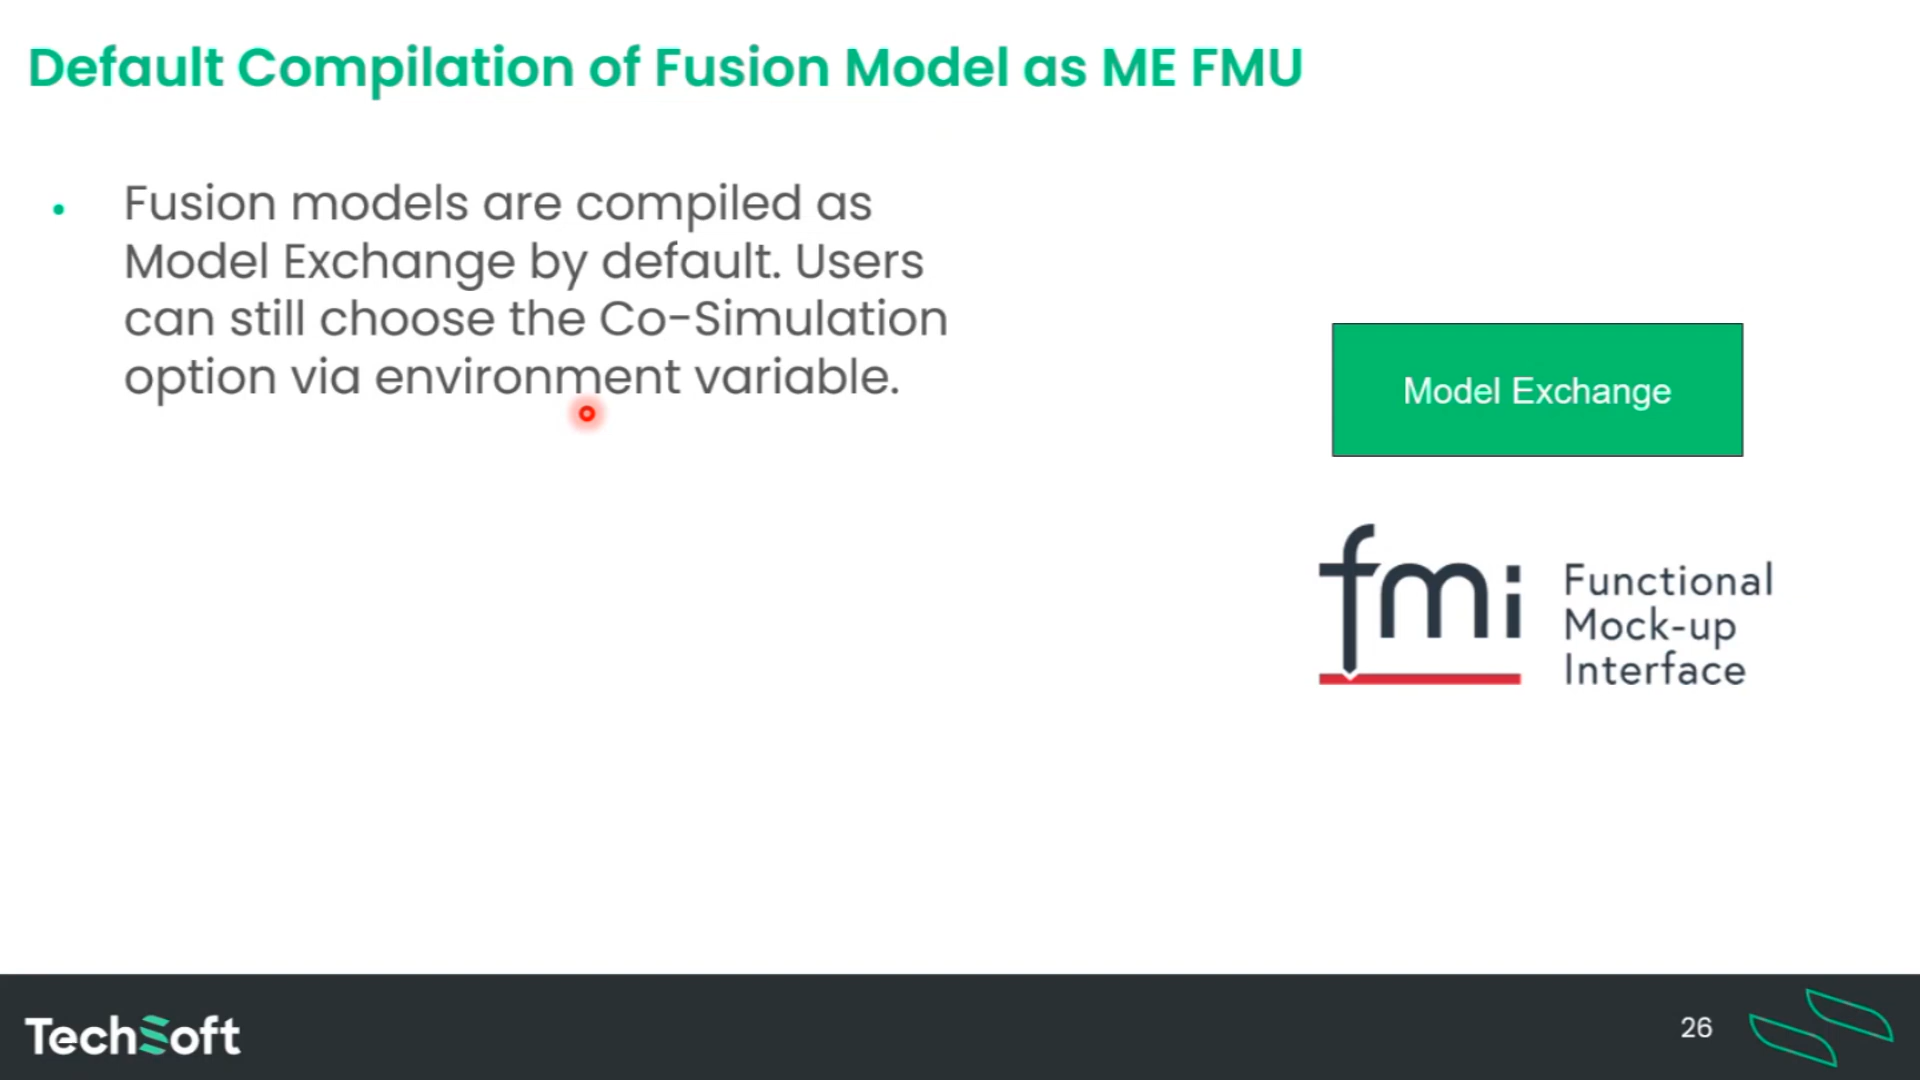 Default Compilation of Fusion Model as ME FMU
• Fusion models are compiled as
Model Exchange by default. Users
can still choose the Co-Simulation
option via environment variable.
Model Exchange
fmi
Functional
Mock-up
Interface
TechSoft
26